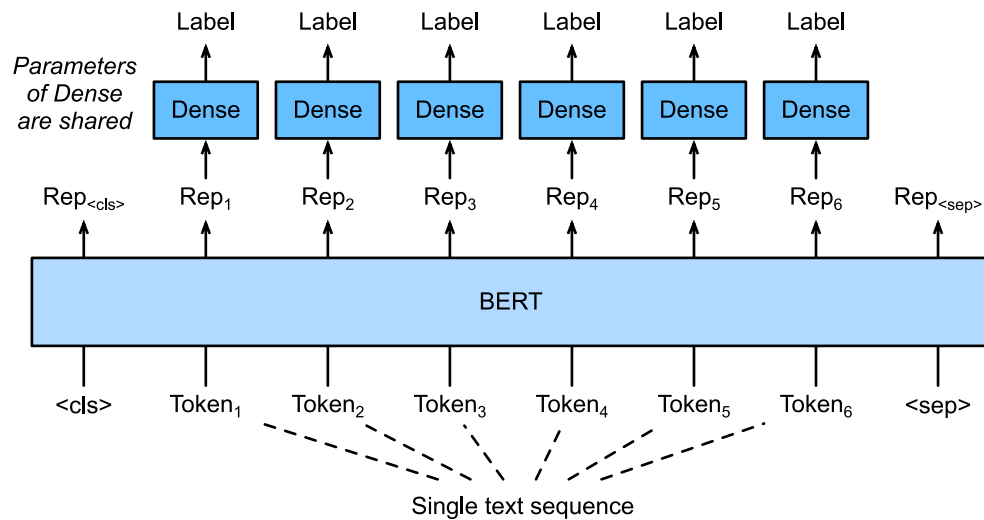 Label Label Label Label Label Label
Parameters
of Dense
are shared
Dense Dense Dense Dense Dense Dense
Rep<cls> Rep1 Rep2 Rep3 Rep4 Rep5 Rep6 Rep<sep>
BERT
<cls> Token1 Token2 Token3 Token4 Token5 Token6 <sep>
Single text sequence